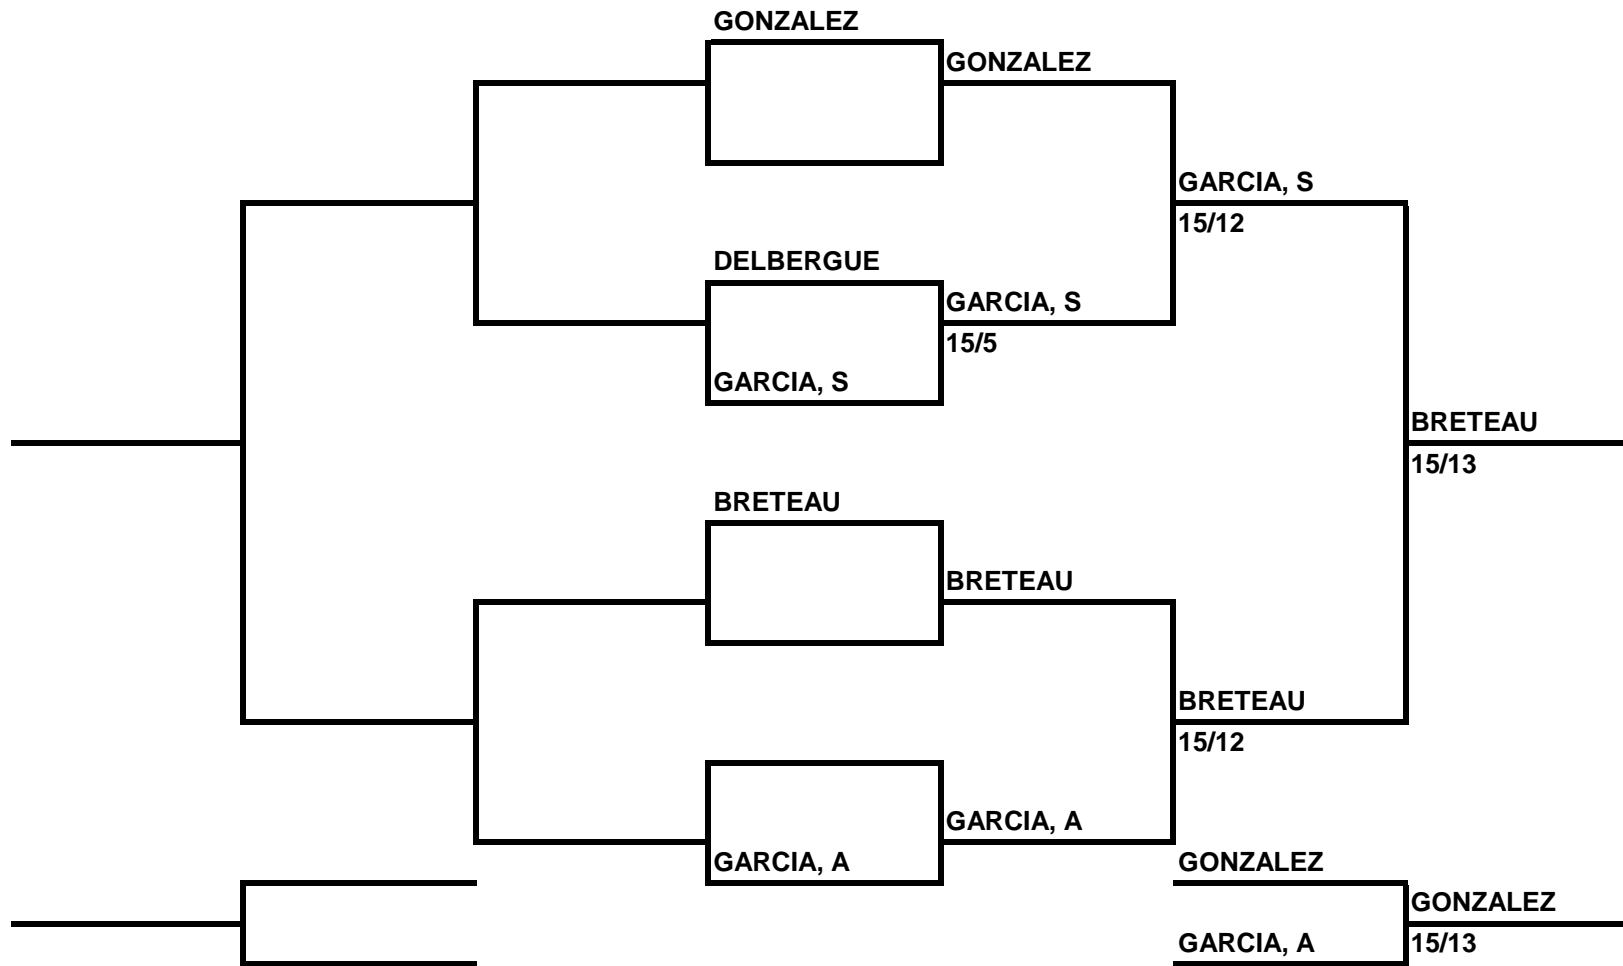 GONZALEZ
GONZALEZ
GARCIA, S
15/12
DELBERGUE
GARCIA, S
15/5
GARCIA, S
BRETEAU
15/13
BRETEAU
BRETEAU
BRETEAU
15/12
GARCIA, A
GARCIA, A
GONZALEZ
GONZALEZ
GARCIA, A
15/13